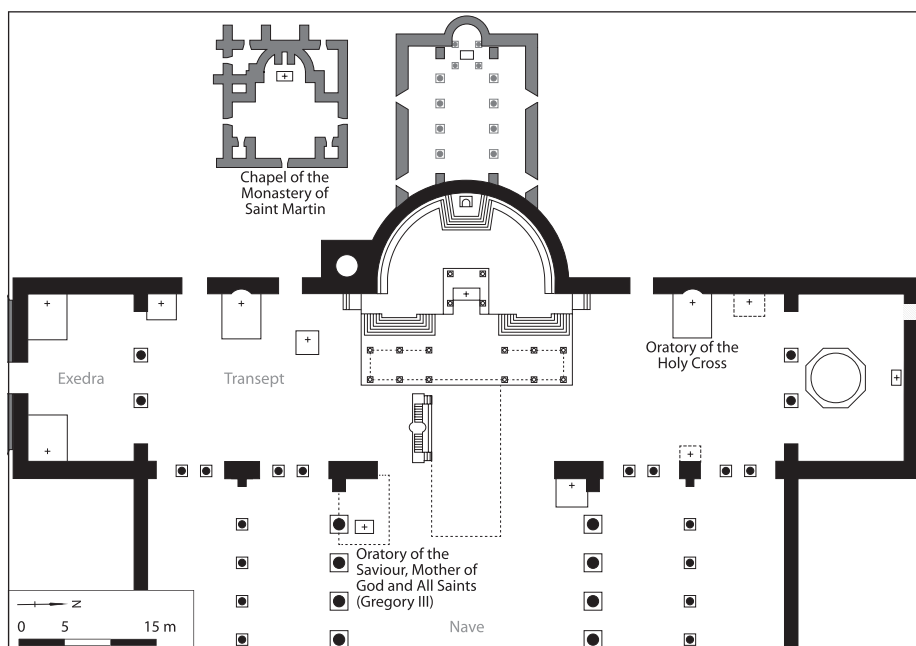 Chapel of the
Monastery of
Saint Martin
Exedra
Transept
Oratory of the
Holy Cross
Oratory of the
Saviour, Mother of
God and All Saints
(Gregory III)
Nave
N
0 5 15 m